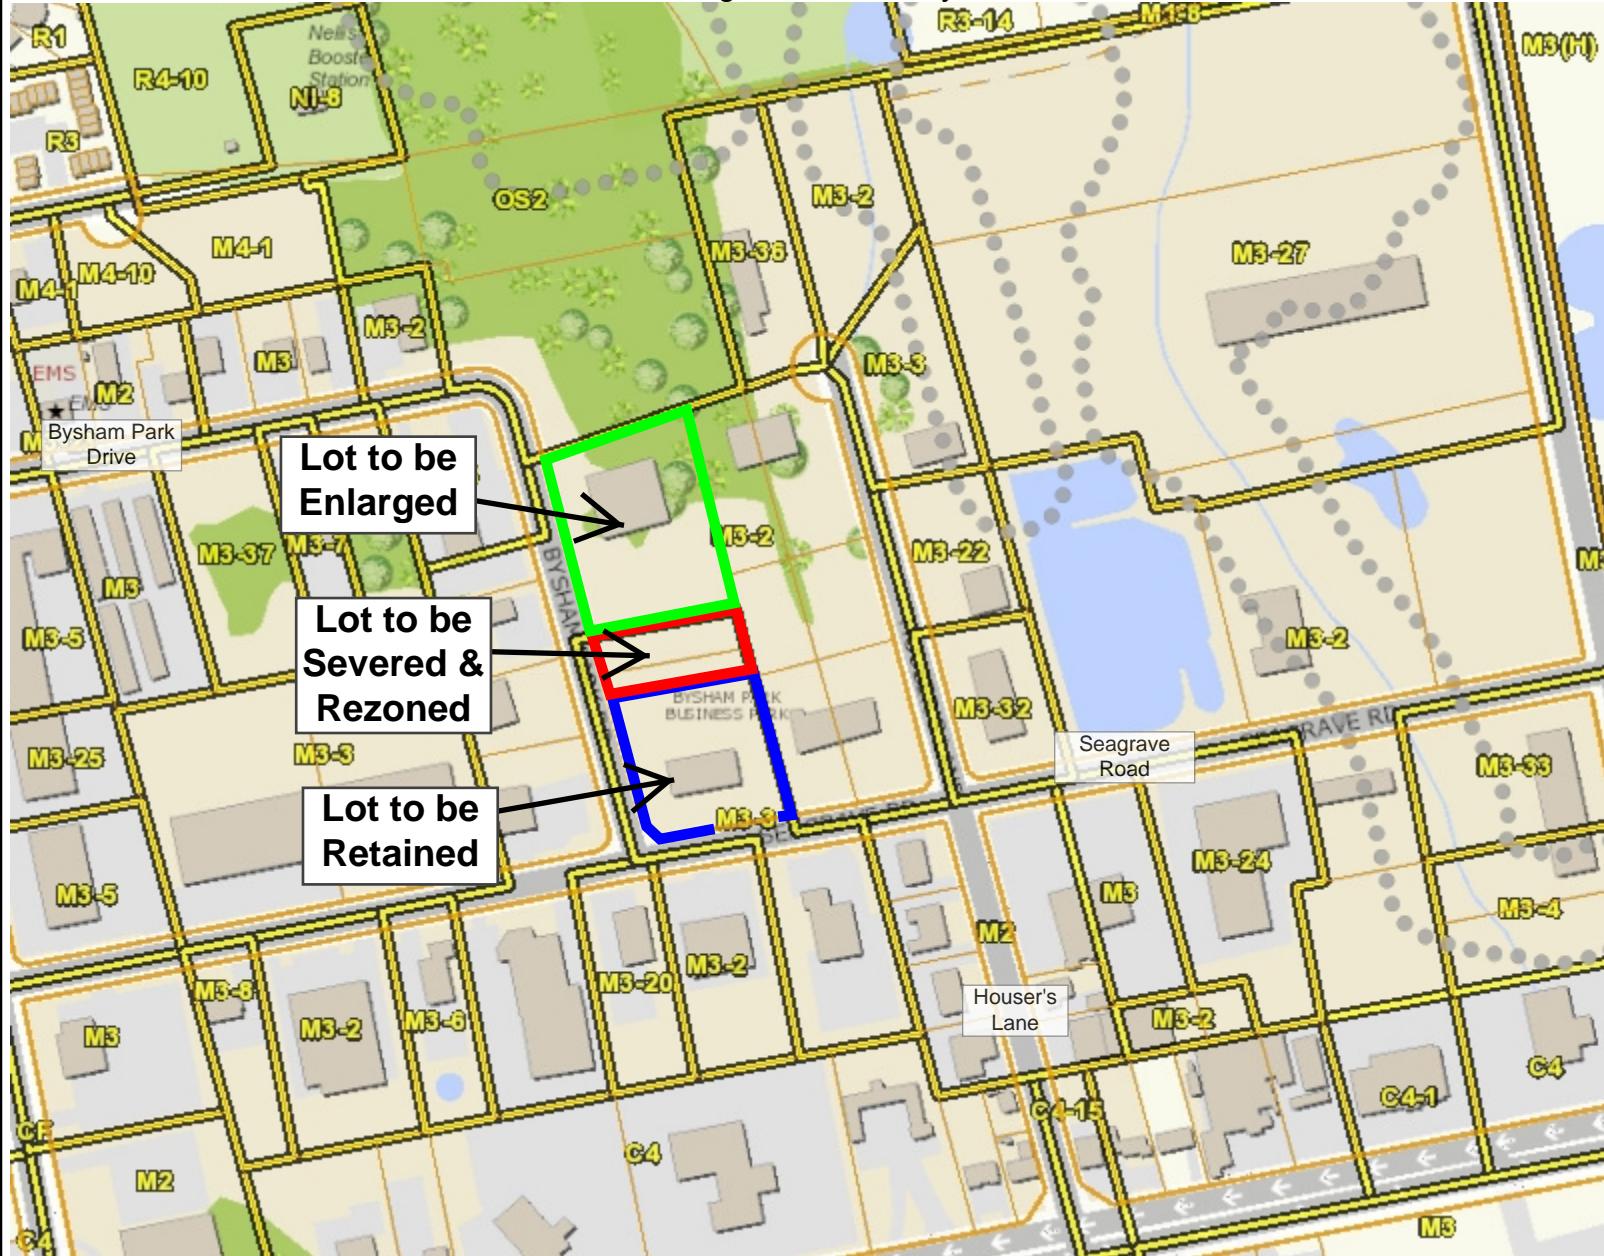 R1
R4-10
Nellis
Booster
Station
NI-8
R3-14
M3(H)
R3
OS2
M3-2
M4-1
M4-10
M4-1
M3-36
M3-27
M3-2
M3
M2
EMS
EMS
M3-3
Bysham Park
Drive
Lot to be
Enlarged
M3-37
M3-7
M3
M3-2
M3-22
M3-5
Lot to be
Severed &
Rezoned
M3-2
BYSHAM PARK
BUSINESS PARK
M3-32
Seagrave
Road
M3-25
M3-3
M3-33
Lot to be
Retained
M3-3
M3-24
M3-5
M3
M3-4
M2
M3-8
M3-20
M3-2
Houser's
Lane
M3
M3-2
M3-6
M3-2
C4
C4-1
C4-15
CF
C4
M2
C4
M3